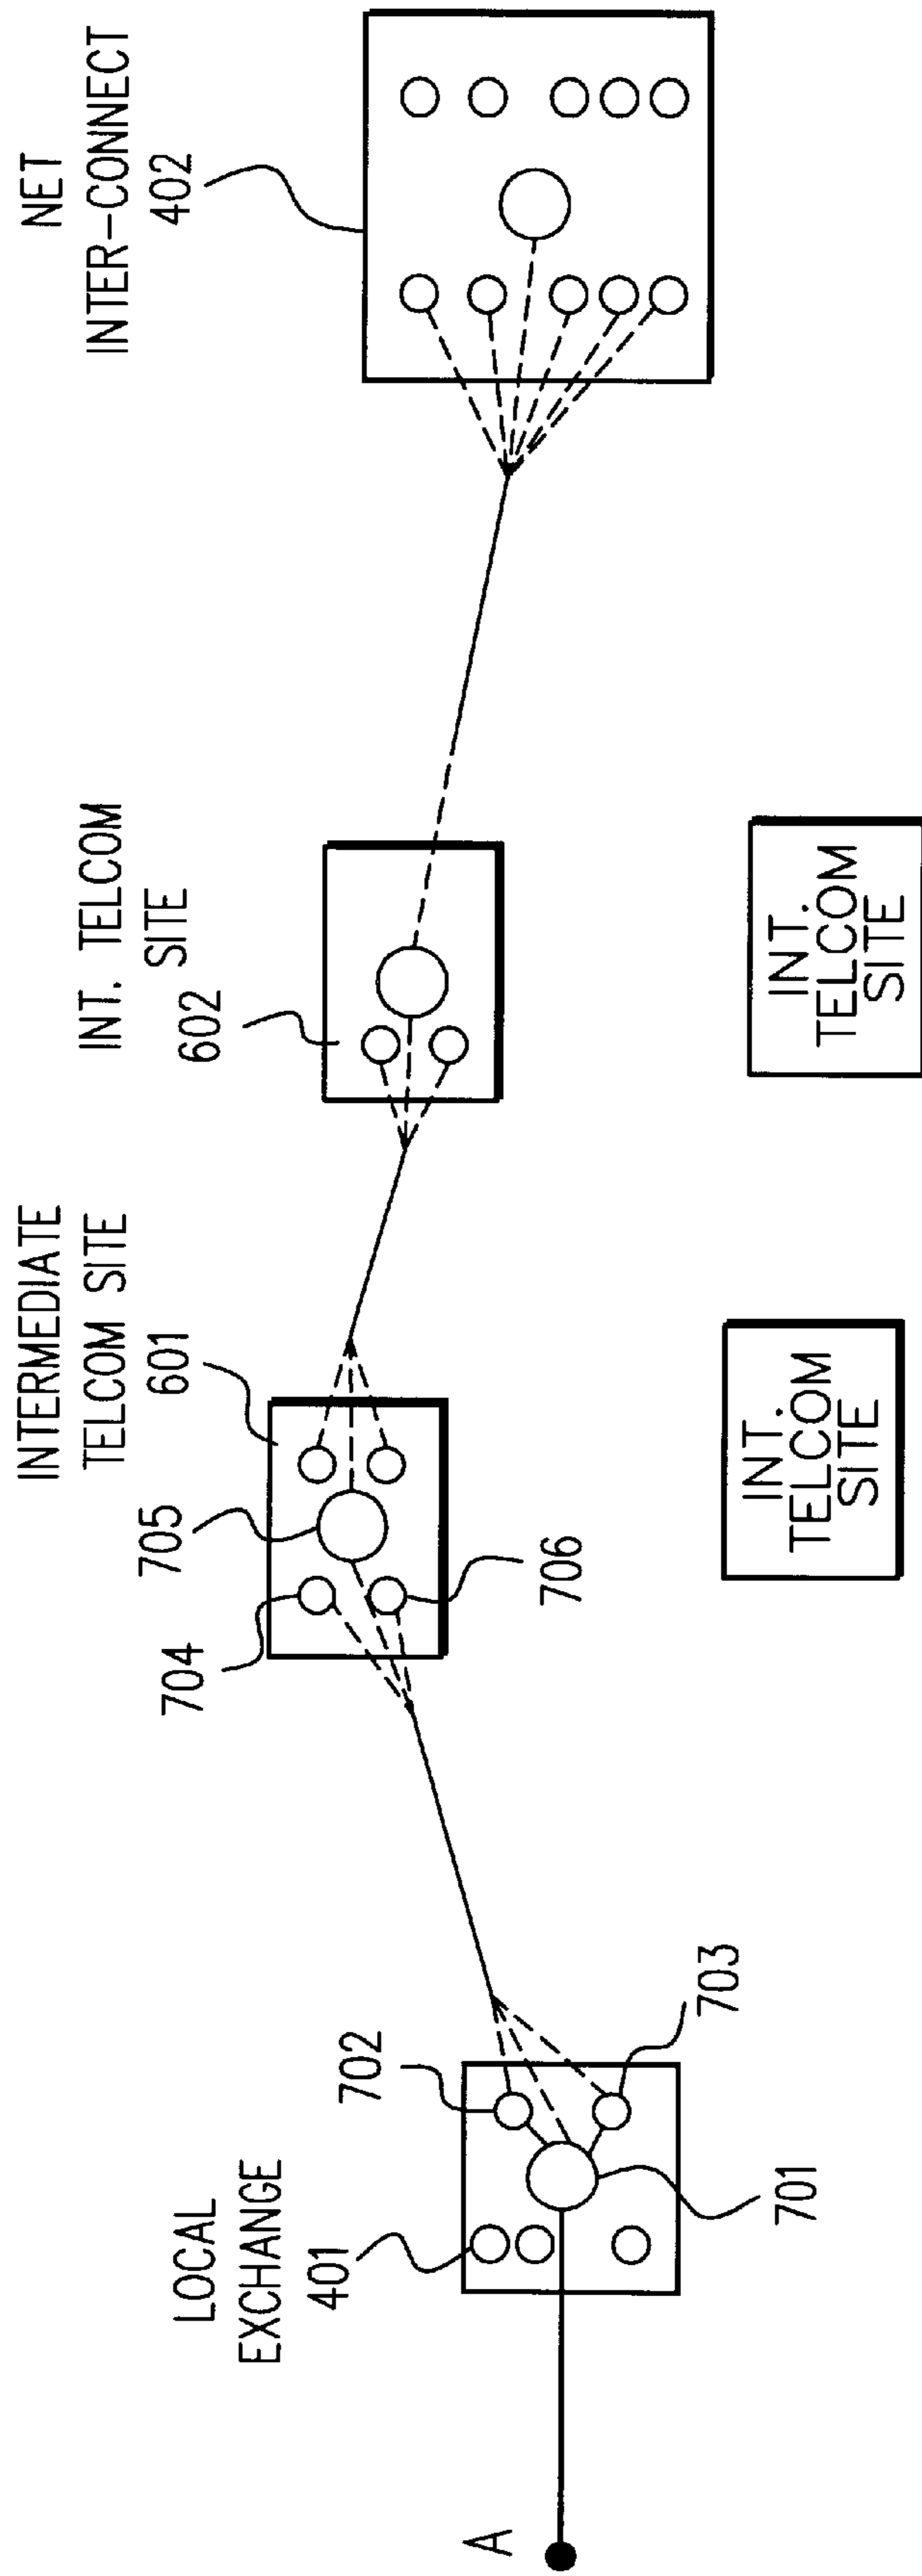 A
LOCAL
EXCHANGE
401
701
702
703
INTERMEDIATE
TELCOM SITE
601
704
705
706
INT.
TELCOM
SITE
INT. TELCOM
SITE
602
INT.
TELCOM
SITE
NET
INTER-CONNECT
402